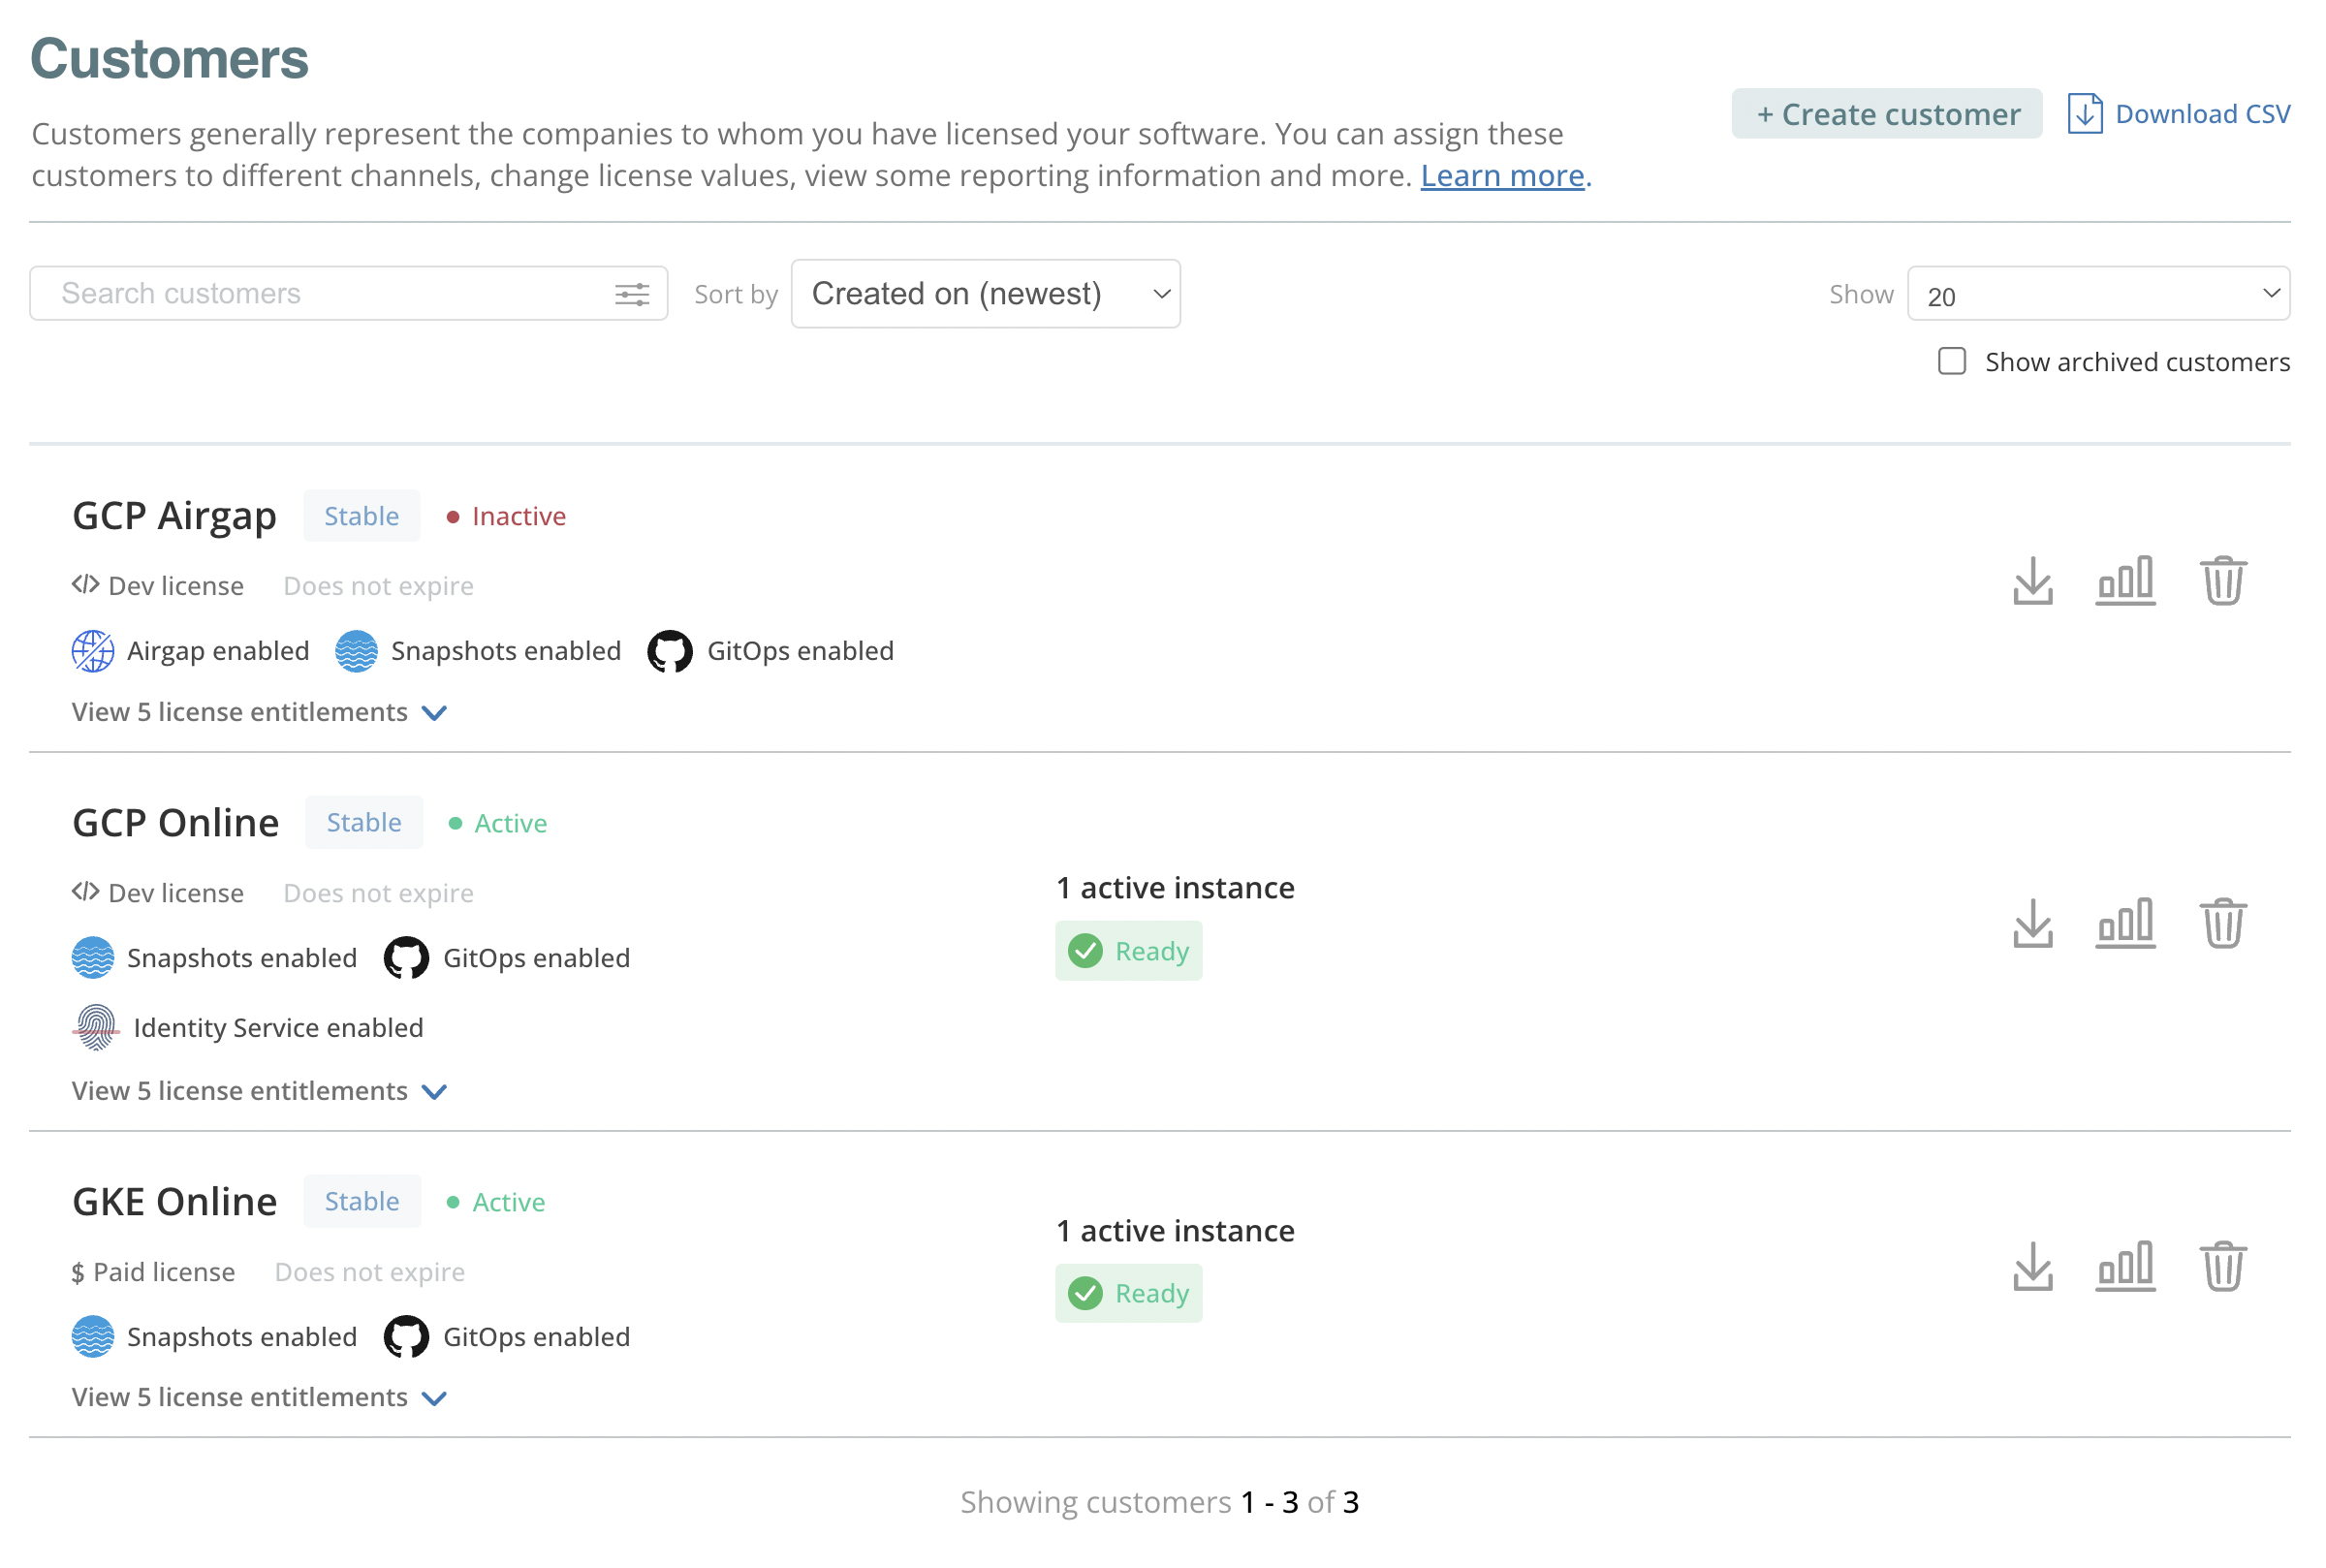 Customers
Customers generally represent the companies to whom you have licensed your software. You can assign these
customers to different channels, change license values, view some reporting information and more. Learn more.
+ Create customer
Download CSV
Search customers
Sort by
Created on (newest)
Show
20
Show archived customers
GCP Airgap Stable Inactive
</> Dev license Does not expire
Airgap enabled Snapshots enabled GitOps enabled
View 5 license entitlements
GCP Online Stable Active
</> Dev license Does not expire
Snapshots enabled GitOps enabled
Identity Service enabled
View 5 license entitlements
1 active instance
Ready
GKE Online Stable Active
$ Paid license Does not expire
Snapshots enabled GitOps enabled
View 5 license entitlements
1 active instance
Ready
Showing customers 1 - 3 of 3